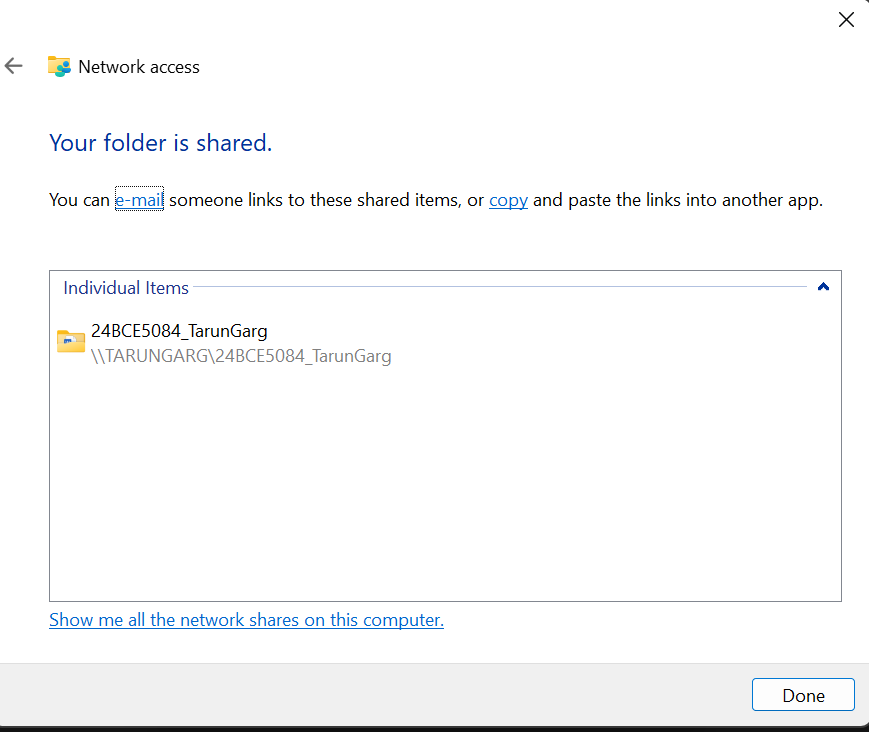 Network access
Your folder is shared.
You can e-mail someone links to these shared items, or copy and paste the links into another app.
Individual Items
24BCE5084_TarunGarg
\\TARUNGARG\24BCE5084_TarunGarg
Show me all the network shares on this computer.
Done